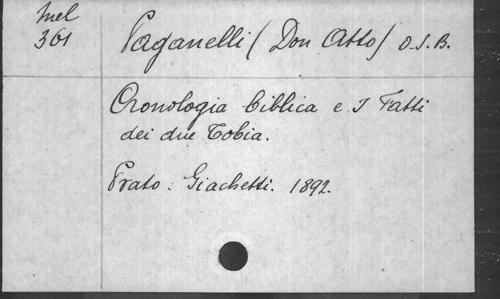 Mel
361
Paganelli (Don Atto) O.S.B.
Cronologia biblica e I Fatti
dei due Tobia.
Prato. Giachetti. 1892.